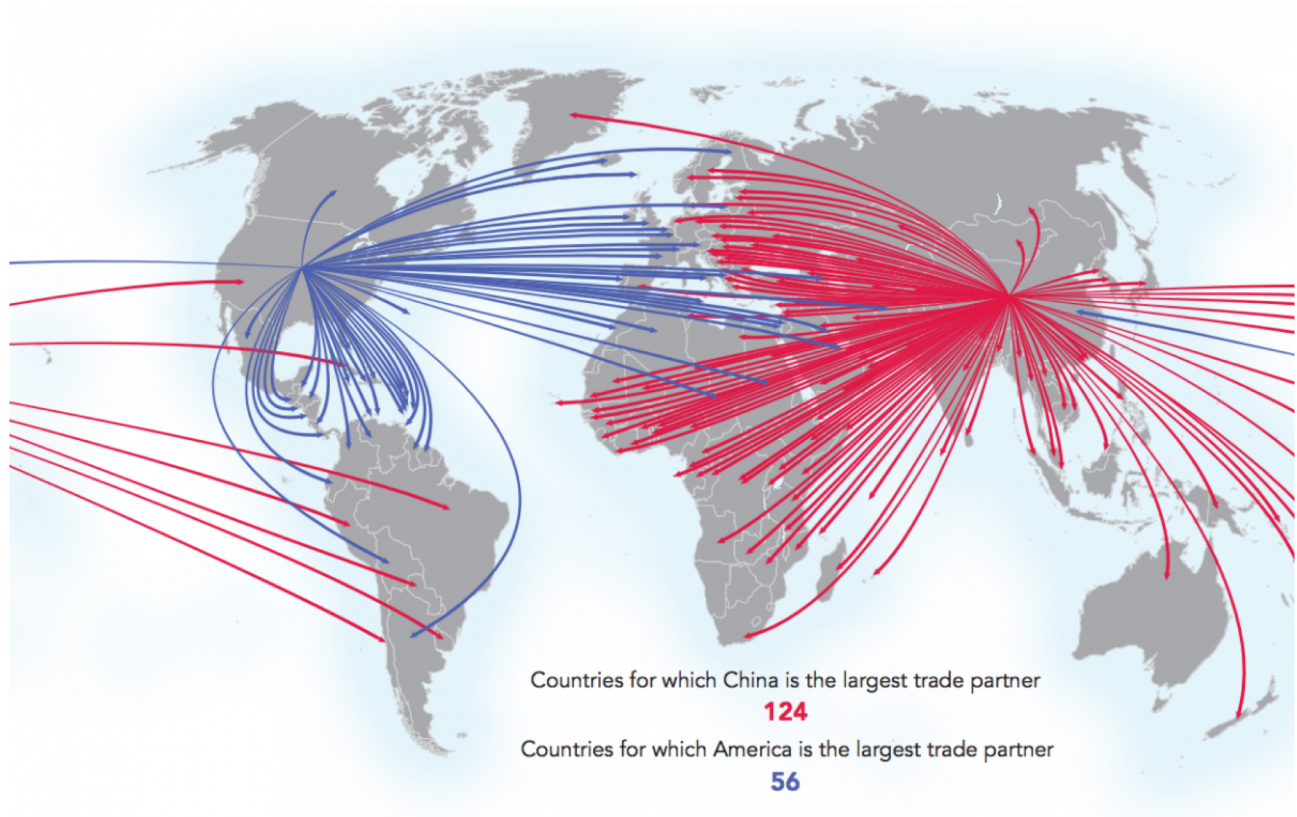 Countries for which China is the largest trade partner
124
Countries for which America is the largest trade partner
56